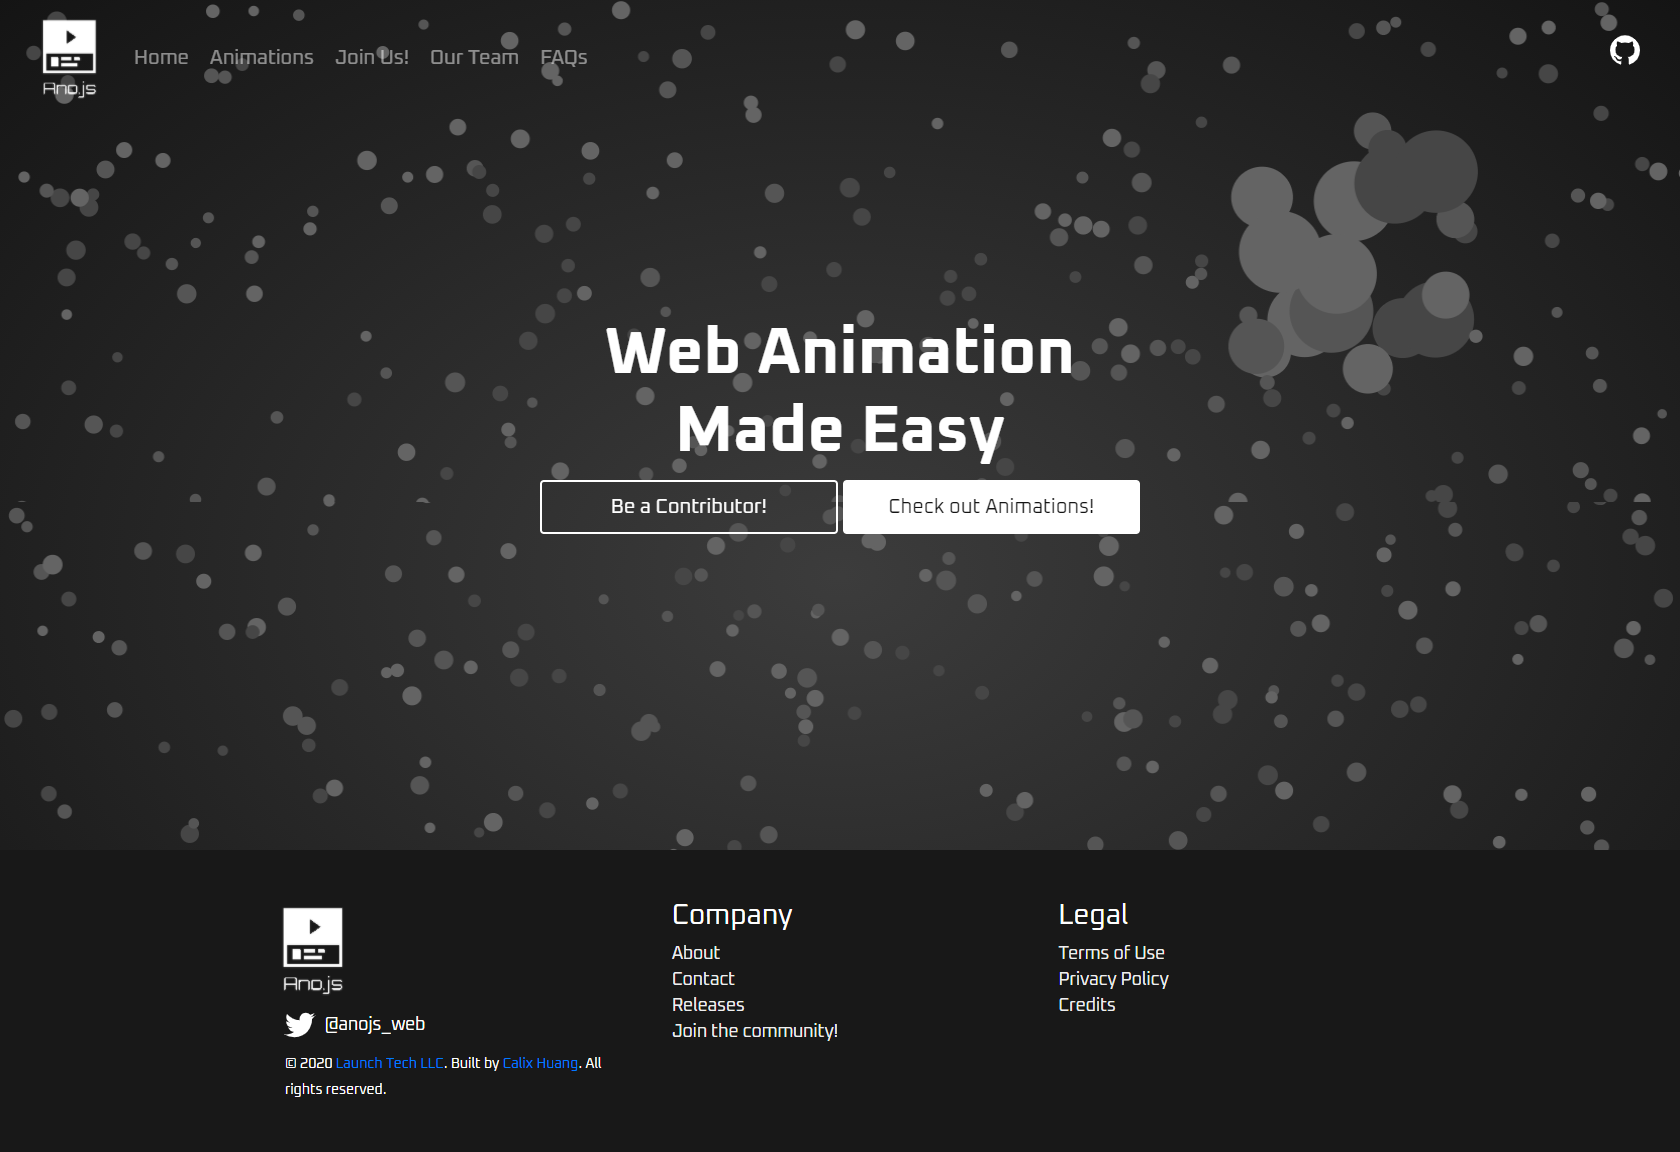 Ano.js
Home Animations Join Us! Our Team FAQs
Web Animation
Made Easy
Be a Contributor! Check out Animations!
Ano.js
@anojs_web
© 2020 Launch Tech LLC. Built by Calix Huang. All
rights reserved.
Company
About
Contact
Releases
Join the community!
Legal
Terms of Use
Privacy Policy
Credits